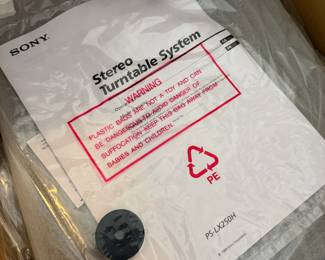 SONY
Stereo
Turntable System
WARNING
PLASTIC BAGS ARE NOT A TOY AND CAN
BE DANGEROUS TO AVOID DANGER OF
SUFFOCATION KEEP THIS BAG AWAY FROM
BABIES AND CHILDREN.
PE
PS-LX250H